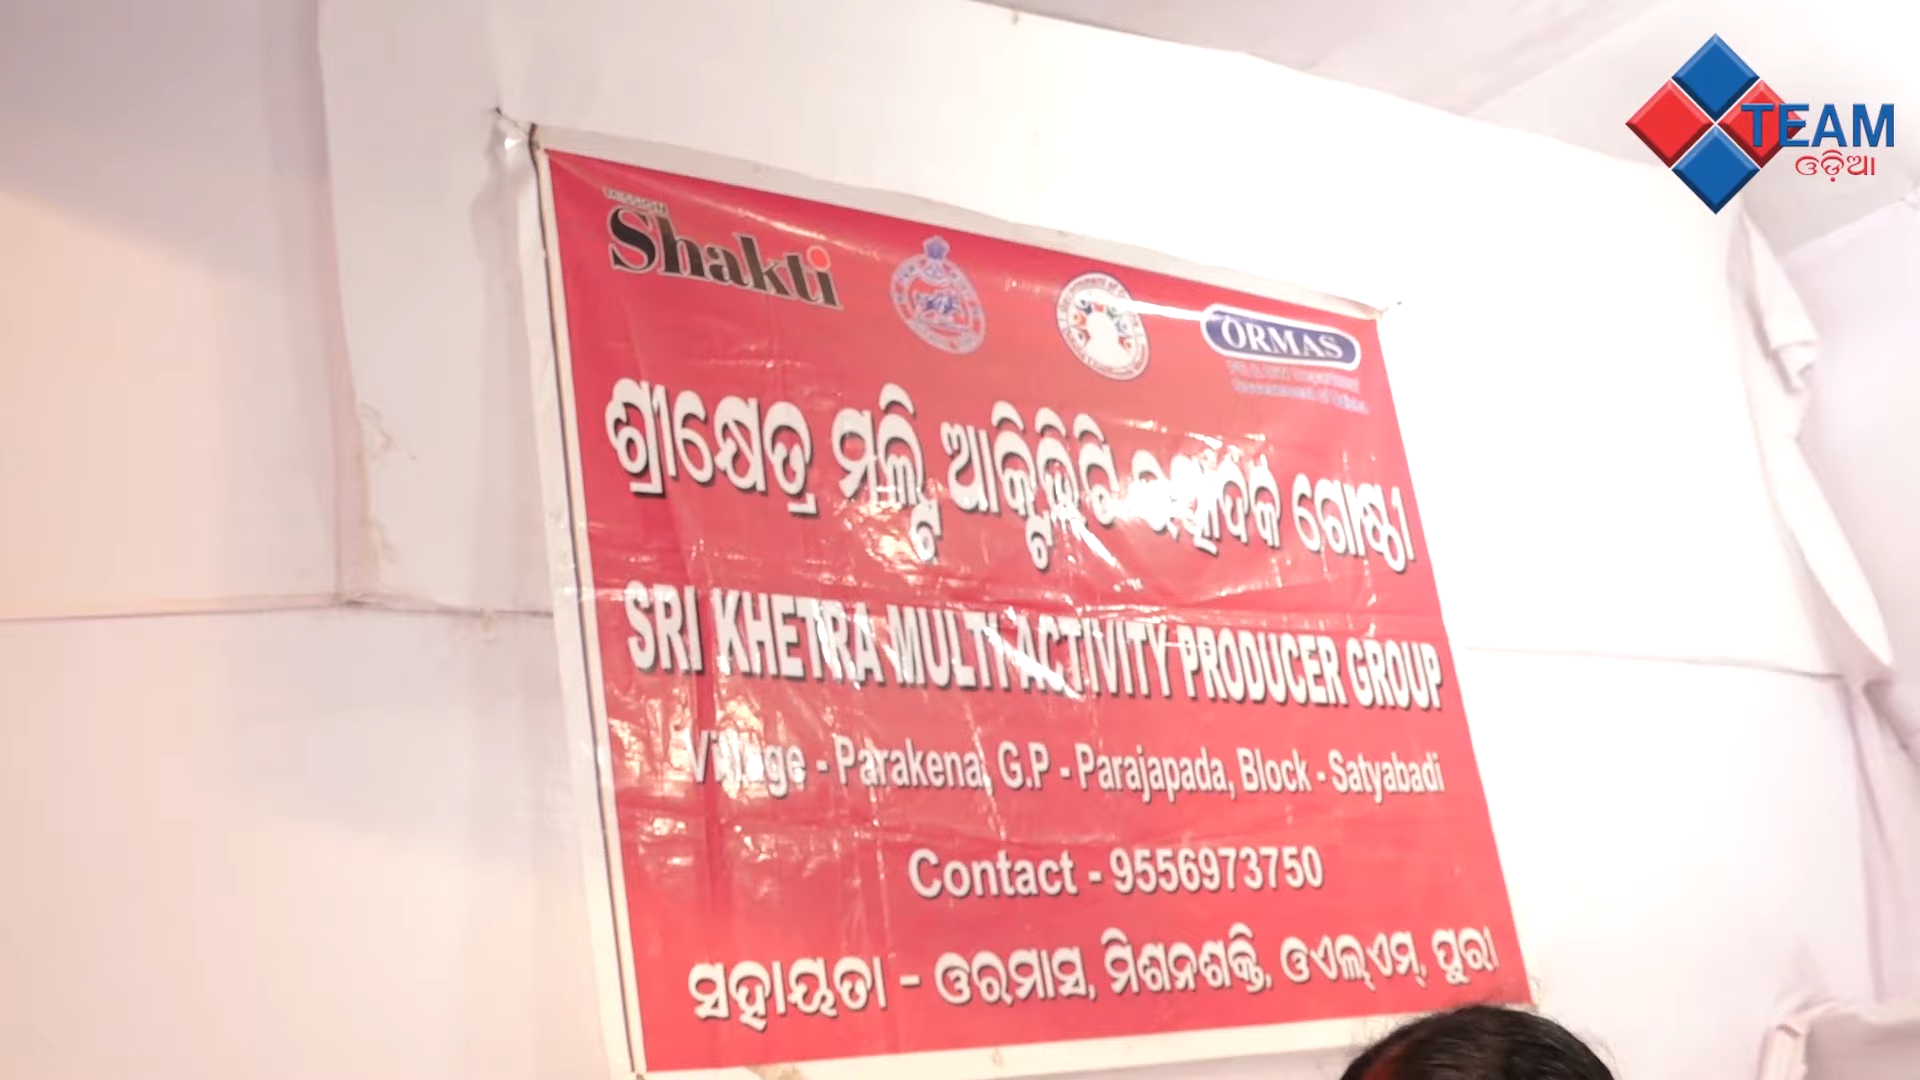 TEAM
ଓଡ଼ିଆ
MISSION
Shakti
ORMAS
ଶ୍ରୀକ୍ଷେତ୍ର ମଲ୍ଟି ଆକ୍ଟିଭିଟି ଉତ୍ପାଦକ ଗୋଷ୍ଠୀ
SRI KHETRA MULTI ACTIVITY PRODUCER GROUP
Village - Parakena, G.P - Parajapada, Block - Satyabadi
Contact - 9556973750
ସହାୟତା - ଓରମାସ, ମିଶନଶକ୍ତି, ଓଏଲ୍ଏମ୍, ପୁରୀ